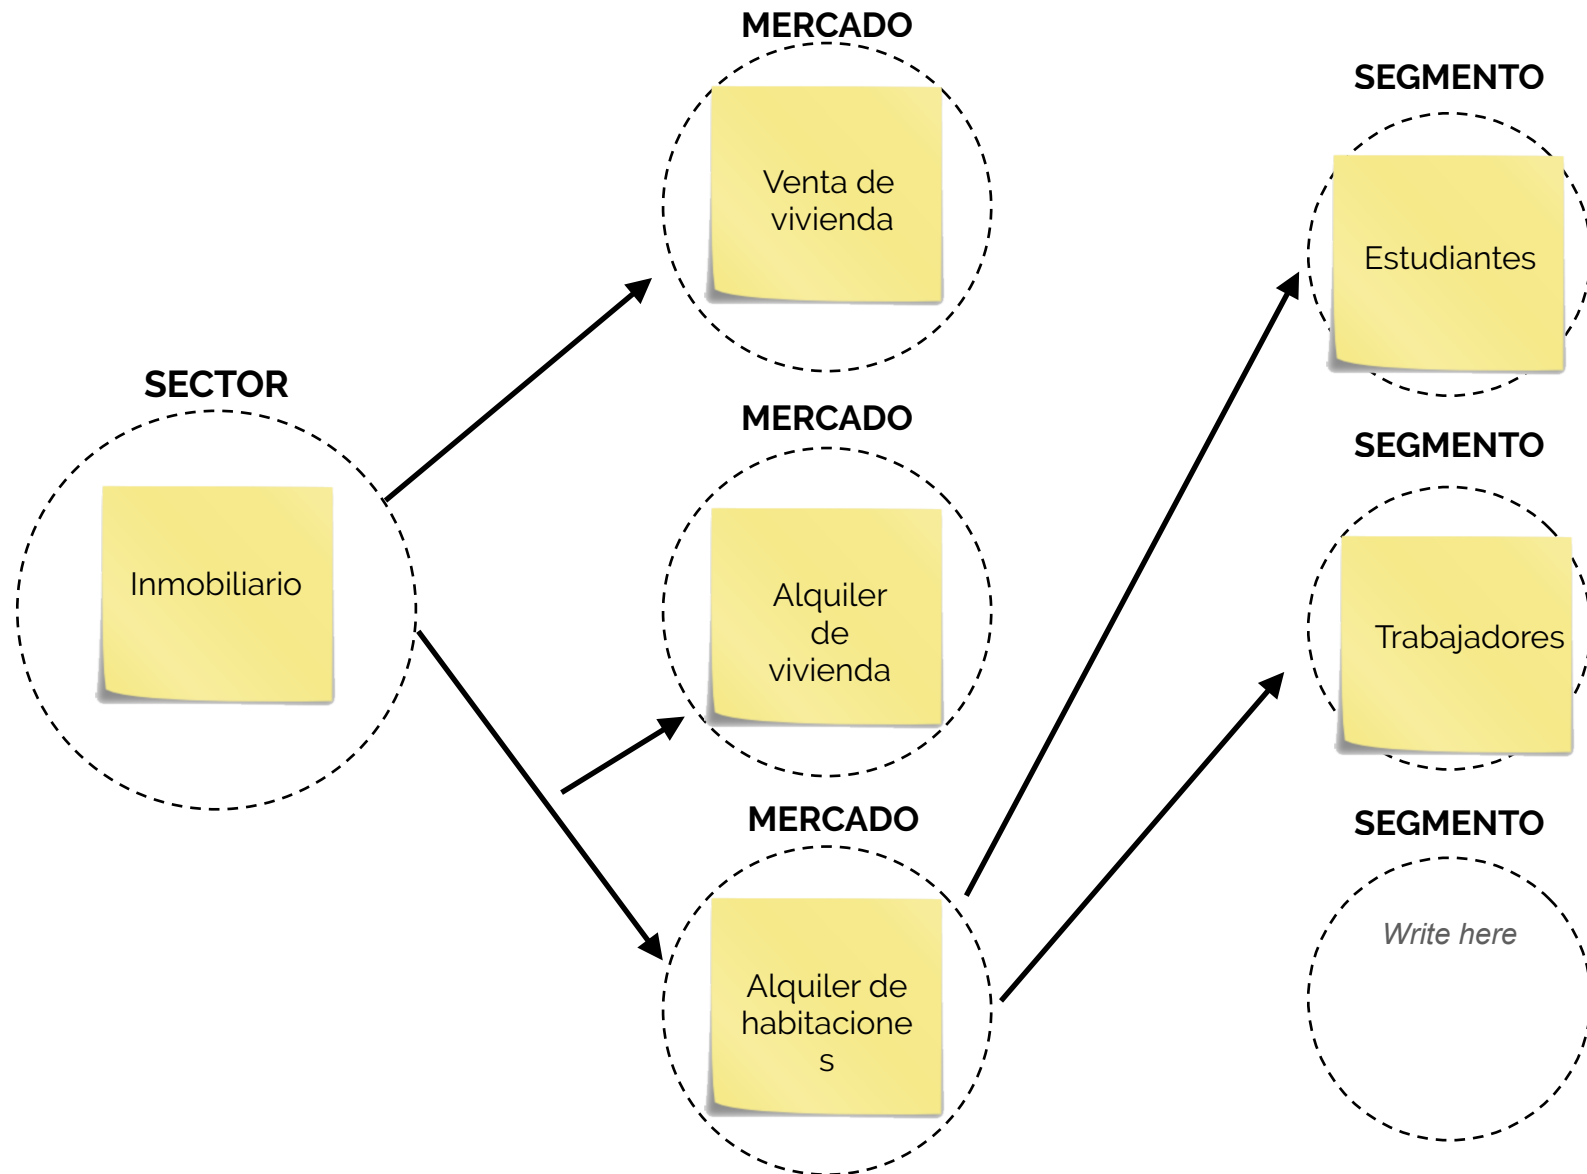 MERCADO
Venta de
vivienda
SEGMENTO
Estudiantes
SECTOR
Inmobiliario
MERCADO
Alquiler
de
vivienda
SEGMENTO
Trabajadores
MERCADO
Alquiler de
habitacione
s
SEGMENTO
Write here